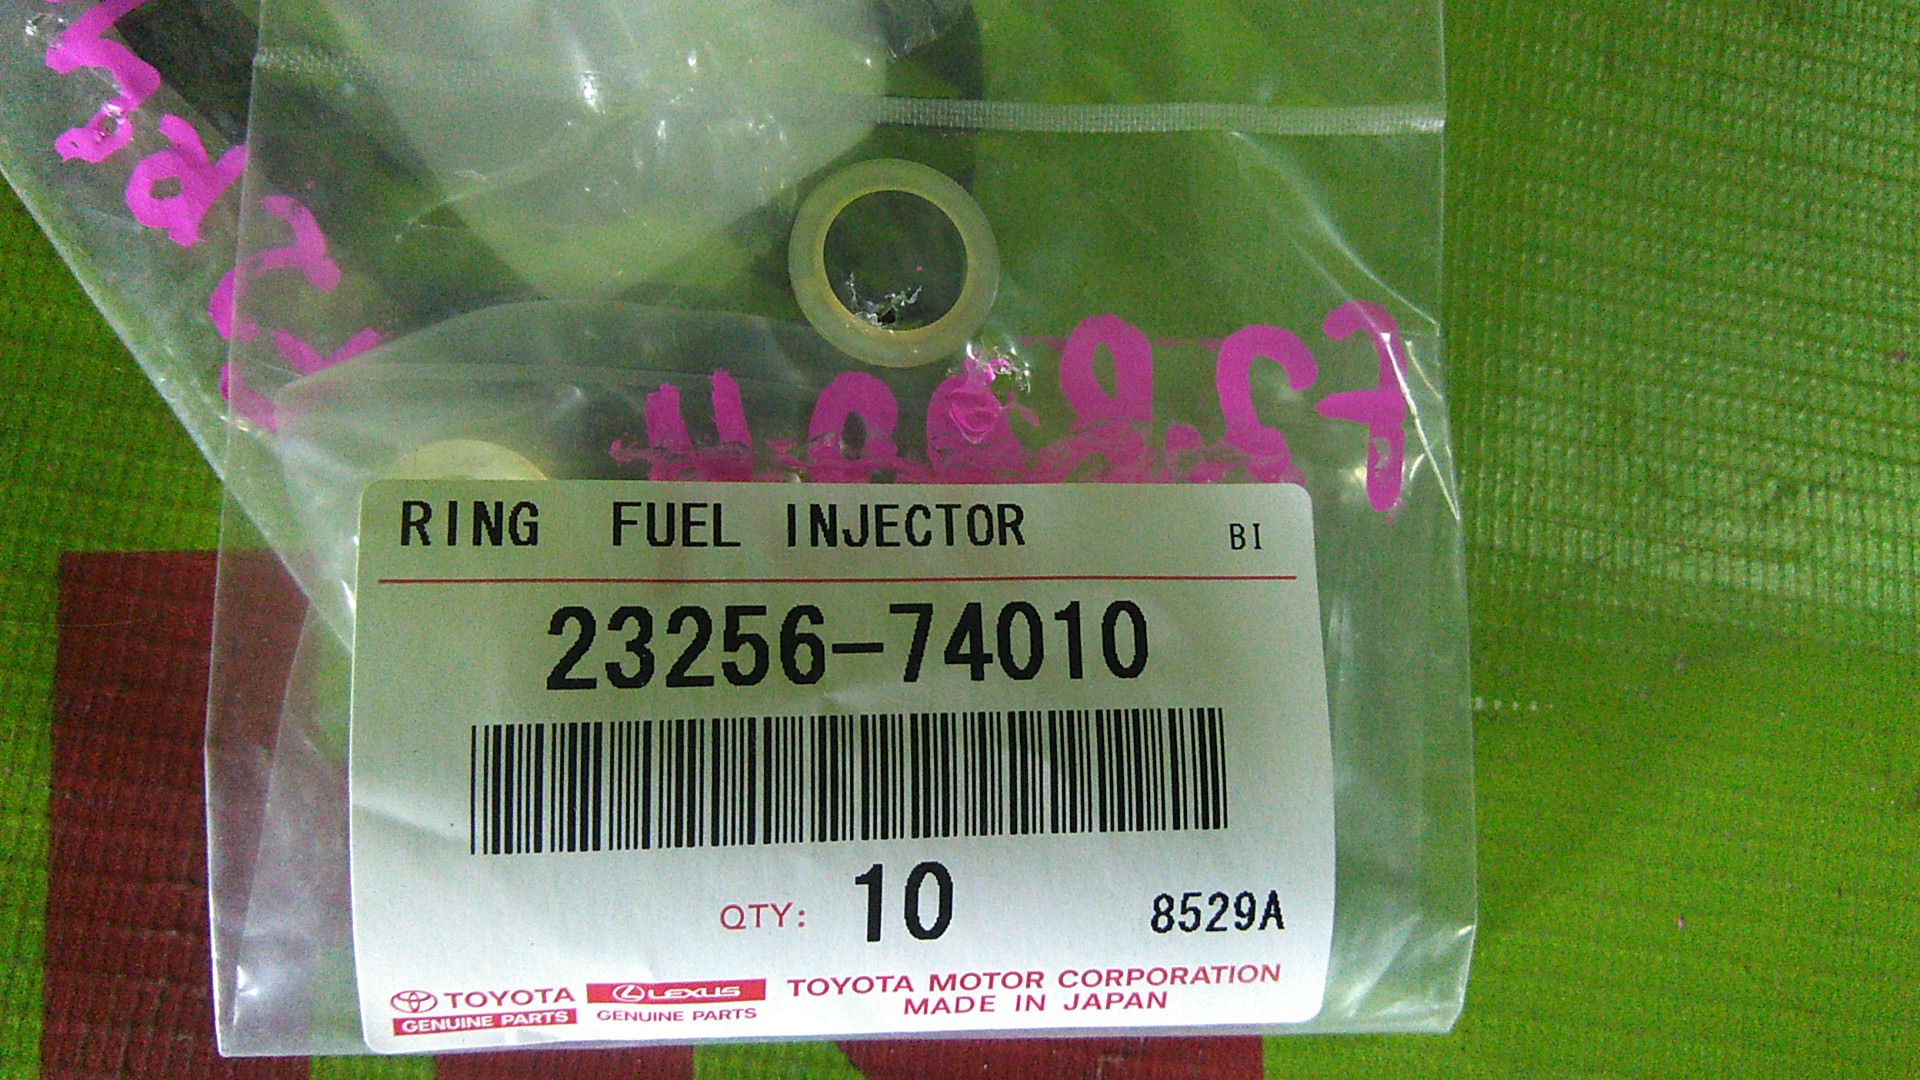 RING FUEL INJECTOR BI
23256-74010
QTY: 10 8529A
TOYOTA LEXUS TOYOTA MOTOR CORPORATION
GENUINE PARTS GENUINE PARTS MADE IN JAPAN